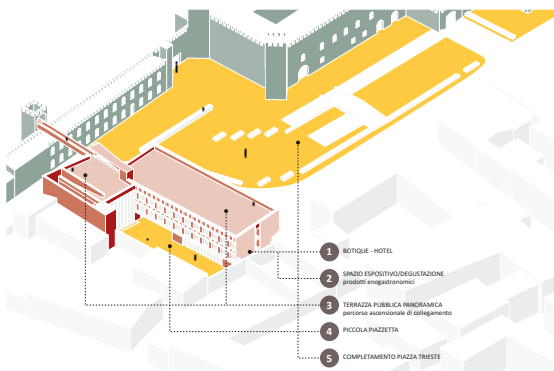 1 BOTIQUE - HOTEL
2 SPAZIO ESPOSITIVO/DEGUSTAZIONE
prodotti enogastronomici
3 TERRAZZA PUBBLICA PANORAMICA
percorso ascensionale di collegamento
4 PICCOLA PIAZZETTA
5 COMPLETAMENTO PIAZZA TRIESTE